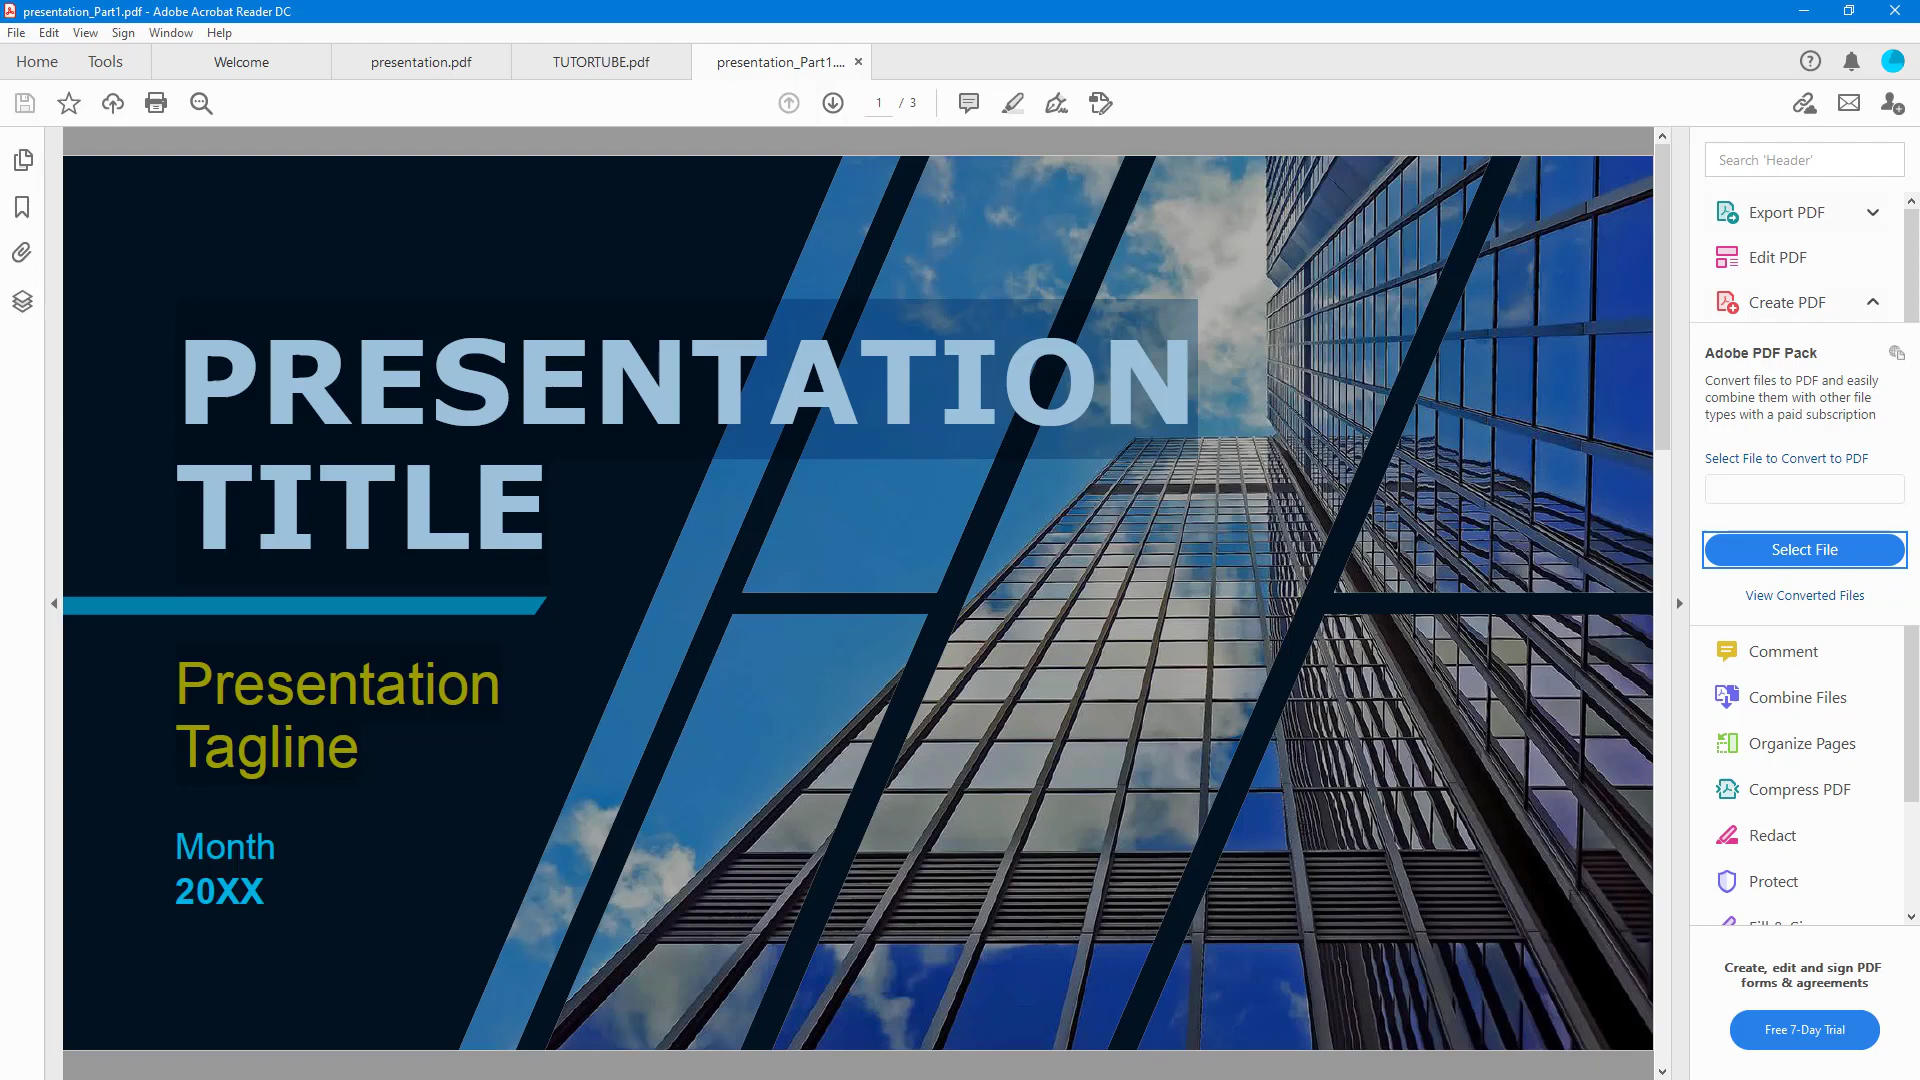 presentation_Part1.pdf - Adobe Acrobat Reader DC
File Edit View Sign Window Help
Home Tools Welcome presentation.pdf TUTORTUBE.pdf presentation_Part1....
1 / 3
Search 'Header'
Export PDF
Edit PDF
Create PDF
Adobe PDF Pack
Convert files to PDF and easily
combine them with other file
types with a paid subscription
Select File to Convert to PDF
Select File
View Converted Files
Comment
Combine Files
Organize Pages
Compress PDF
Redact
Protect
Create, edit and sign PDF
forms & agreements
Free 7-Day Trial
PRESENTATION
TITLE
Presentation
Tagline
Month
20XX